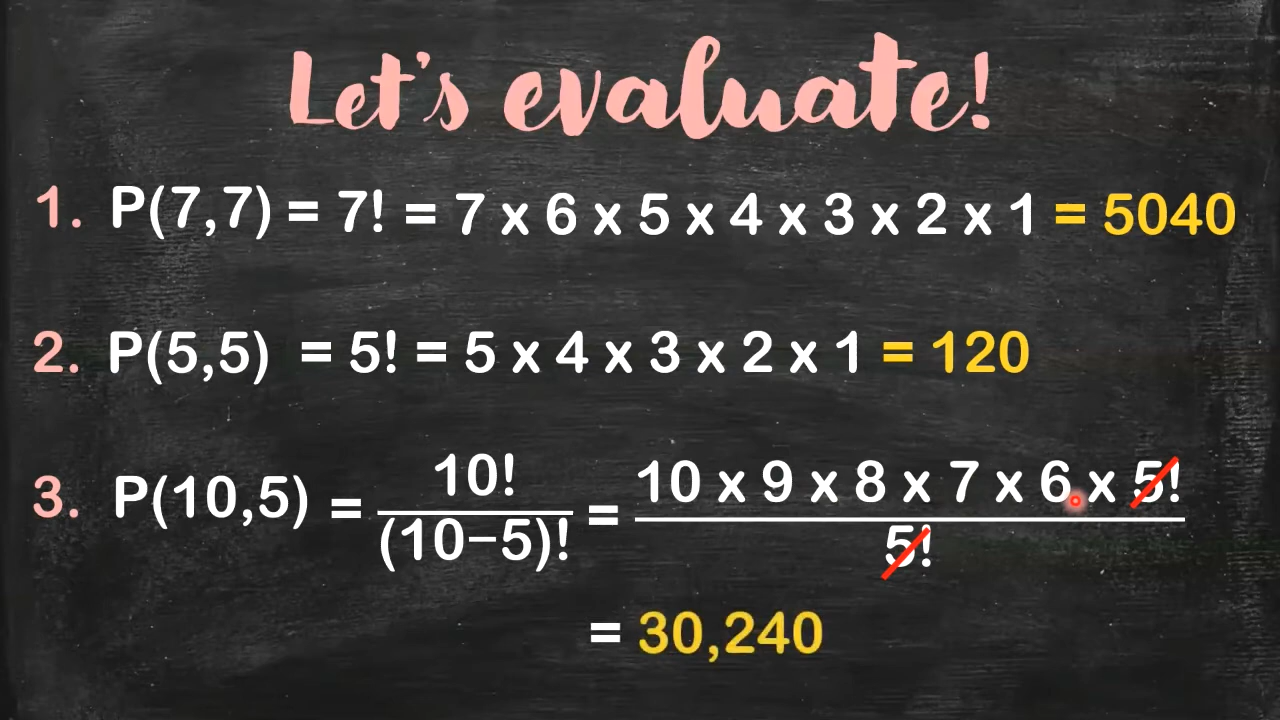 Let's evaluate!
1. P(7,7) = 7! = 7 x 6 x 5 x 4 x 3 x 2 x 1 = 5040
2. P(5,5) = 5! = 5 x 4 x 3 x 2 x 1 = 120
3. P(10,5) = 10! / (10−5)! = 10 x 9 x 8 x 7 x 6 x 5! / 5!
= 30,240